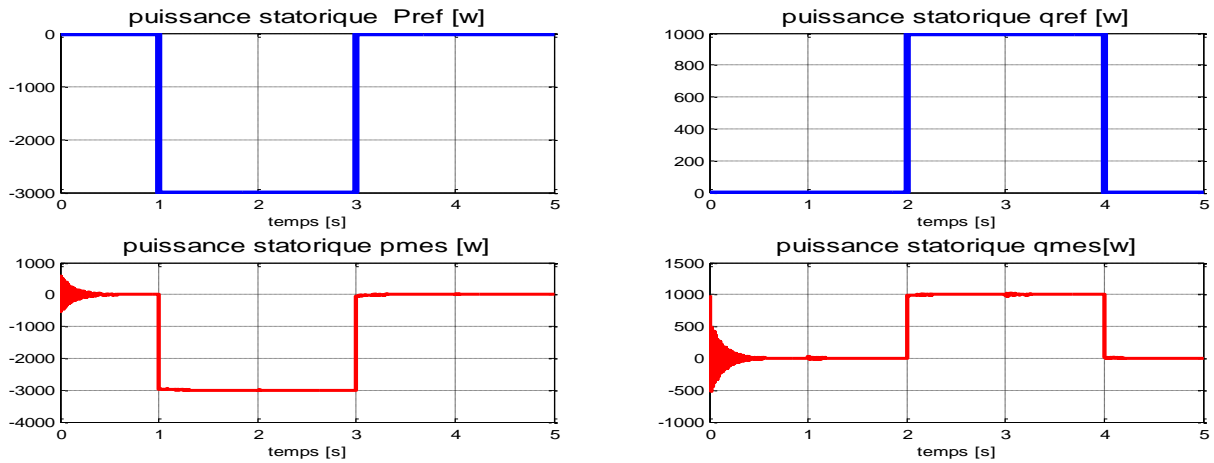 puissance statorique Pref [w]
0
-1000
-2000
-3000
0 1 2 3 4 5
temps [s]
puissance statorique qref [w]
1000
800
600
400
200
0
0 1 2 3 4 5
temps [s]
puissance statorique pmes [w]
1000
0
-1000
-2000
-3000
-4000
0 1 2 3 4 5
temps [s]
puissance statorique qmes[w]
1500
1000
500
0
-500
-1000
0 1 2 3 4 5
temps [s]